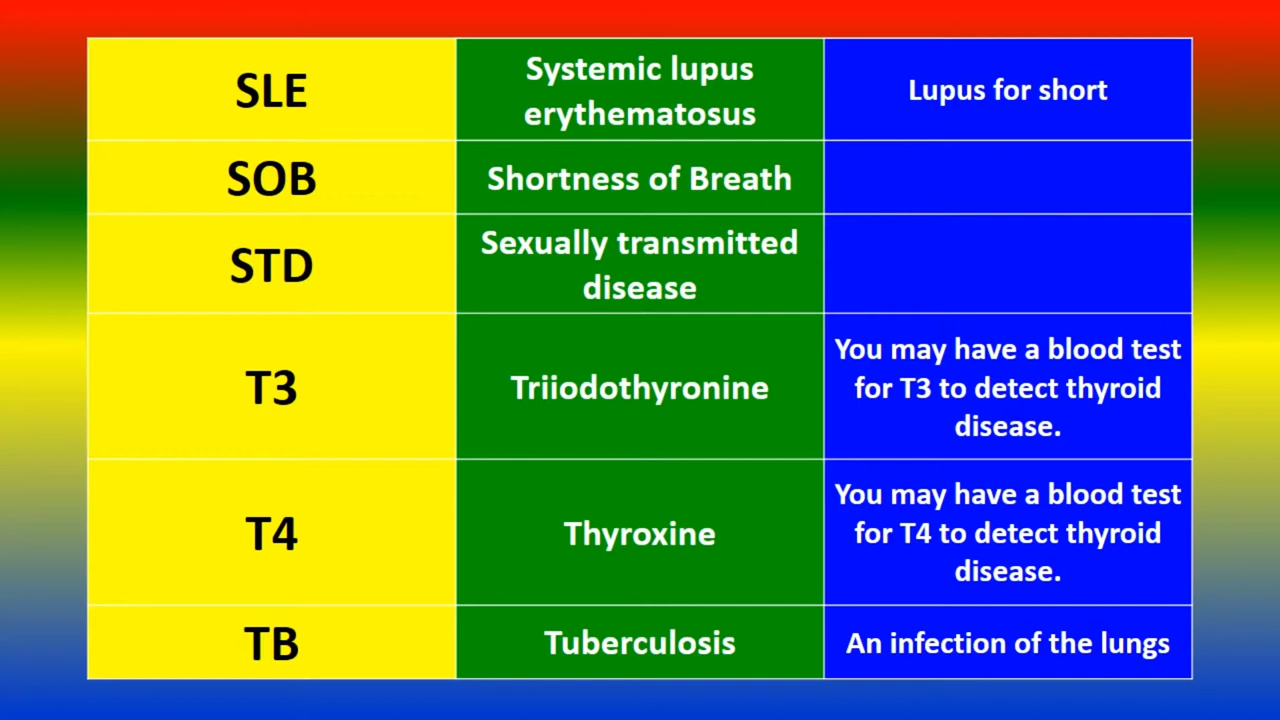 SLE
Systemic lupus
erythematosus
Lupus for short
SOB
Shortness of Breath
STD
Sexually transmitted
disease
T3
Triiodothyronine
You may have a blood test
for T3 to detect thyroid
disease.
T4
Thyroxine
You may have a blood test
for T4 to detect thyroid
disease.
TB
Tuberculosis
An infection of the lungs